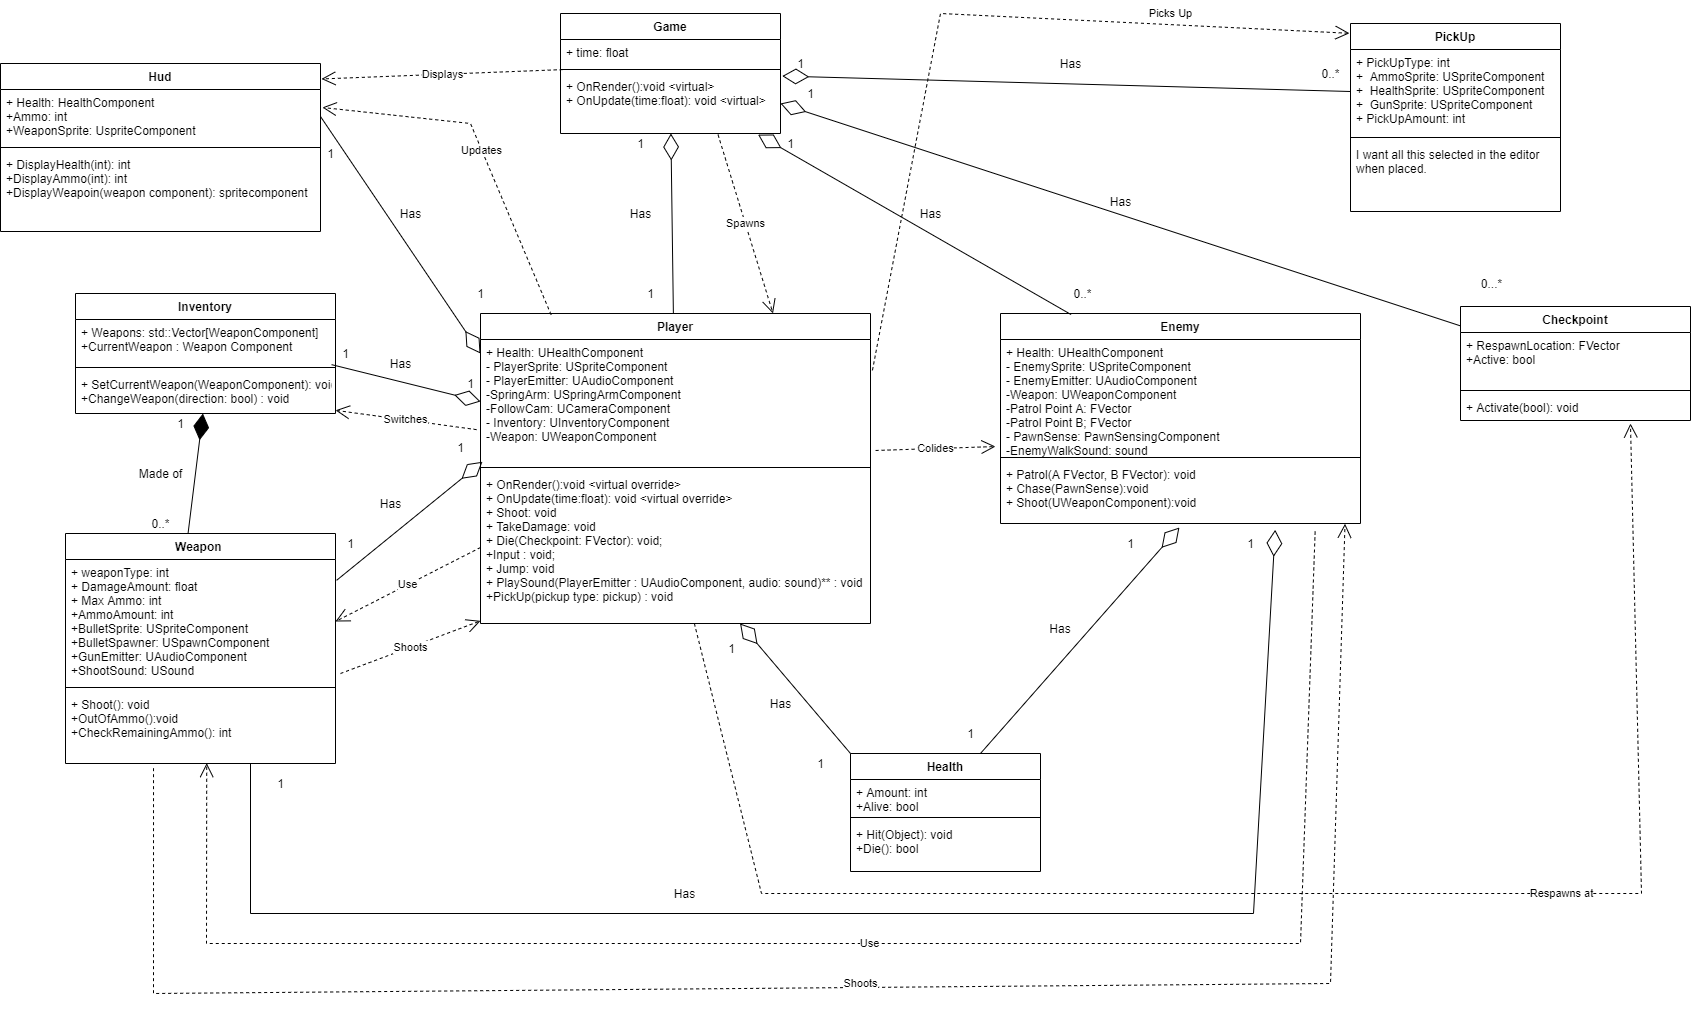 Picks Up
Game
+ time: float
+ OnRender():void <virtual>
+ OnUpdate(time:float): void <virtual>
PickUp
+ PickUpType: int
+  AmmoSprite: USpriteComponent
+  HealthSprite: USpriteComponent
+  GunSprite: USpriteComponent
+ PickUpAmount: int
I want all this selected in the editor
when placed.
Hud
+ Health: HealthComponent
+Ammo: int
+WeaponSprite: UspriteComponent
+ DisplayHealth(int): int
+DisplayAmmo(int): int
+DisplayWeapoin(weapon component): spritecomponent
Displays
Updates
1
Has
0..*
1
1
1
1
Has
Has
Spawns
Has
Has
1
1
0..*
0...*
Inventory
+ Weapons: std::Vector[WeaponComponent]
+CurrentWeapon : Weapon Component
+ SetCurrentWeapon(WeaponComponent): voi
+ChangeWeapon(direction: bool) : void
1
Has
1
Switches
1
1
Made of
Has
0..*
1
Player
+ Health: UHealthComponent
- PlayerSprite: USpriteComponent
- PlayerEmitter: UAudioComponent
-SpringArm: USpringArmComponent
-FollowCam: UCameraComponent
- Inventory: UInventoryComponent
-Weapon: UWeaponComponent
+ OnRender():void <virtual override>
+ OnUpdate(time:float): void <virtual override>
+ Shoot: void
+ TakeDamage: void
+ Die(Checkpoint: FVector): void;
+Input : void;
+ Jump: void
+ PlaySound(PlayerEmitter : UAudioComponent, audio: sound)** : void
+PickUp(pickup type: pickup) : void
Colides
Enemy
+ Health: UHealthComponent
- EnemySprite: USpriteComponent
- EnemyEmitter: UAudioComponent
-Weapon: UWeaponComponent
-Patrol Point A: FVector
-Patrol Point B; FVector
- PawnSense: PawnSensingComponent
-EnemyWalkSound: sound
+ Patrol(A FVector, B FVector): void
+ Chase(PawnSense):void
+ Shoot(UWeaponComponent):void
Checkpoint
+ RespawnLocation: FVector
+Active: bool
+ Activate(bool): void
Weapon
+ weaponType: int
+ DamageAmount: float
+ Max Ammo: int
+AmmoAmount: int
+BulletSprite: USpriteComponent
+BulletSpawner: USpawnComponent
+GunEmitter: UAudioComponent
+ShootSound: USound
+ Shoot(): void
+OutOfAmmo():void
+CheckRemainingAmmo(): int
Use
Shoots
1
Has
1
1
1
Has
1
Health
+ Amount: int
+Alive: bool
+ Hit(Object): void
+Die(): bool
1
Has
Respawns at
Use
Shoots